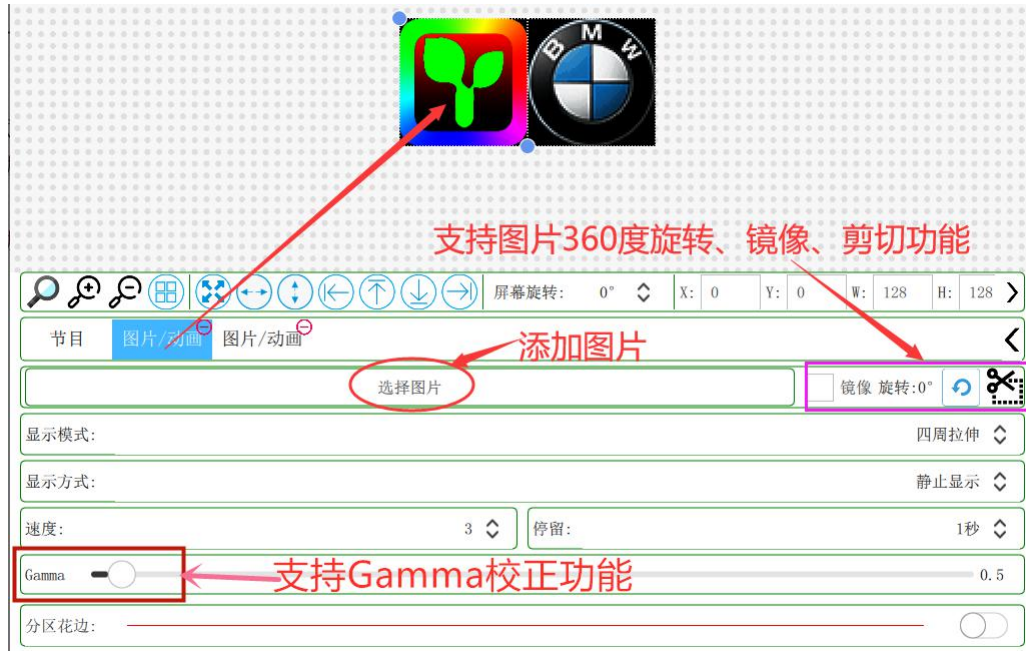 BMW
支持图片360度旋转、镜像、剪切功能
屏幕旋转: 0° X: 0 Y: 0 W: 128 H: 128
节目 图片/动画 图片/动画
添加图片
选择图片 镜像 旋转:0°
显示模式: 四周拉伸
显示方式: 静止显示
速度: 3 停留: 1秒
Gamma 支持Gamma校正功能 0.5
分区花边: